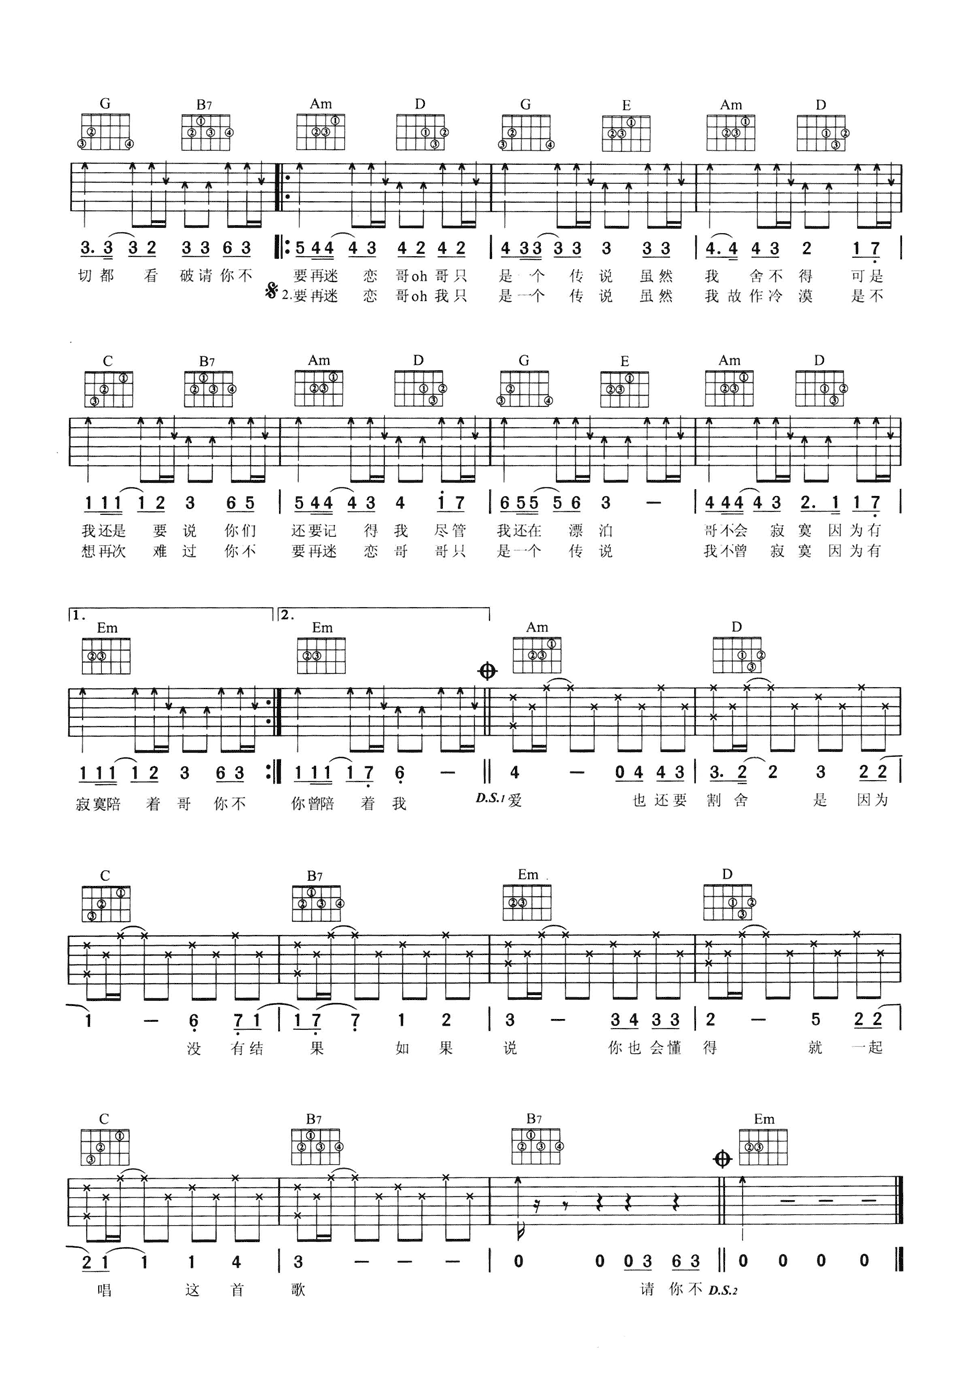 G B7 Am D G E Am D
3. 3 3 2 3 3 6 3 5 4 4 4 3 4 2 4 2 4 3 3 3 3 3 3 3 4. 4 4 3 2 1 7
切都 看 破请你不 要再迷 恋 哥oh哥只 是一个 传 说 虽然 我 舍不得 可是
2.要再迷 恋 哥oh我只 是一个 传 说 虽然 我故作冷 漠 是不
C B7 Am D G E Am D
1 1 1 1 2 3 6 5 5 4 4 4 3 4 1 7 6 5 5 5 6 3 – 4 4 4 4 3 2. 1 1 7
我还是 要 说 你们 还要记 得 我 尽管 我还在 漂 泊 哥不会 寂 寞 因为有
想再次 难 过 你不 要再迷 恋 哥 哥只 是一个 传 说 我不曾 寂 寞 因为有
1. 2.
Em Em Am D
1 1 1 1 2 3 6 3 1 1 1 1 7 6 – 4 – 0 4 4 3 3. 2 2 3 2 2
寂寞陪 着 哥 你不 你曾陪 着 我 D.S.1 爱 也还要 割舍 是 因为
C B7 Em D
1 – 6 7 1 1 7 7 1 2 3 – 3 4 3 3 2 – 5 2 2
没 有结 果 如 果 说 你也会懂 得 就 一起
C B7 B7 Em
2 1 1 1 4 3 – – – 0 0 0 3 6 3 0 0 0 0
唱 这 首 歌 请 你不 D.S.2